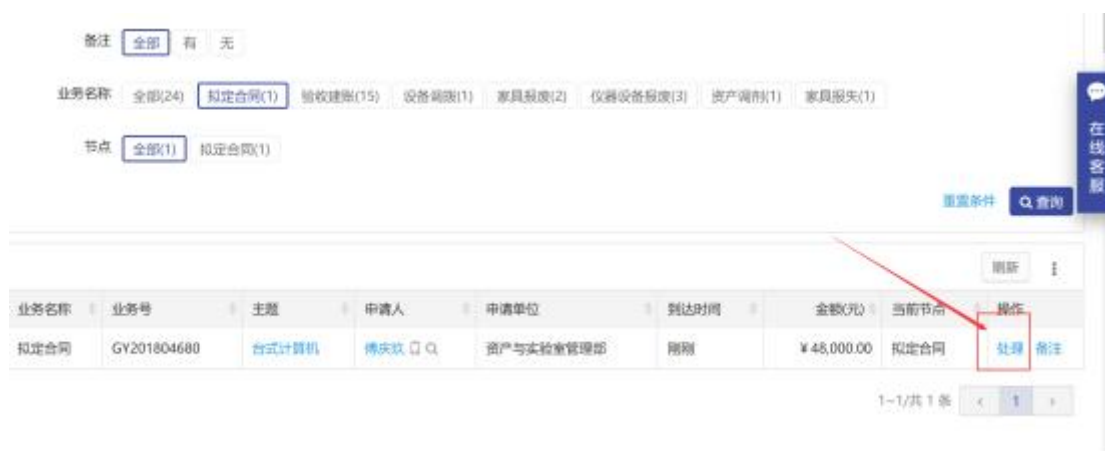 备注 全部 有 无
业务名称 全部(24) 拟定合同(1) 验收建账(15) 设备调拨(1) 家具报废(2) 仪器设备报废(3) 资产调剂(1) 家具报失(1)
节点 全部(1) 拟定合同(1)
在线客服
重置条件 查询
刷新
业务名称 业务号 主题 申请人 申请单位 到达时间 金额(元) 当前节点 操作
拟定合同 GY201804680 台式计算机 傅庆玖 资产与实验室管理部 刚刚 ¥48,000.00 拟定合同 处理 备注
1~1/共 1 条 < 1 >